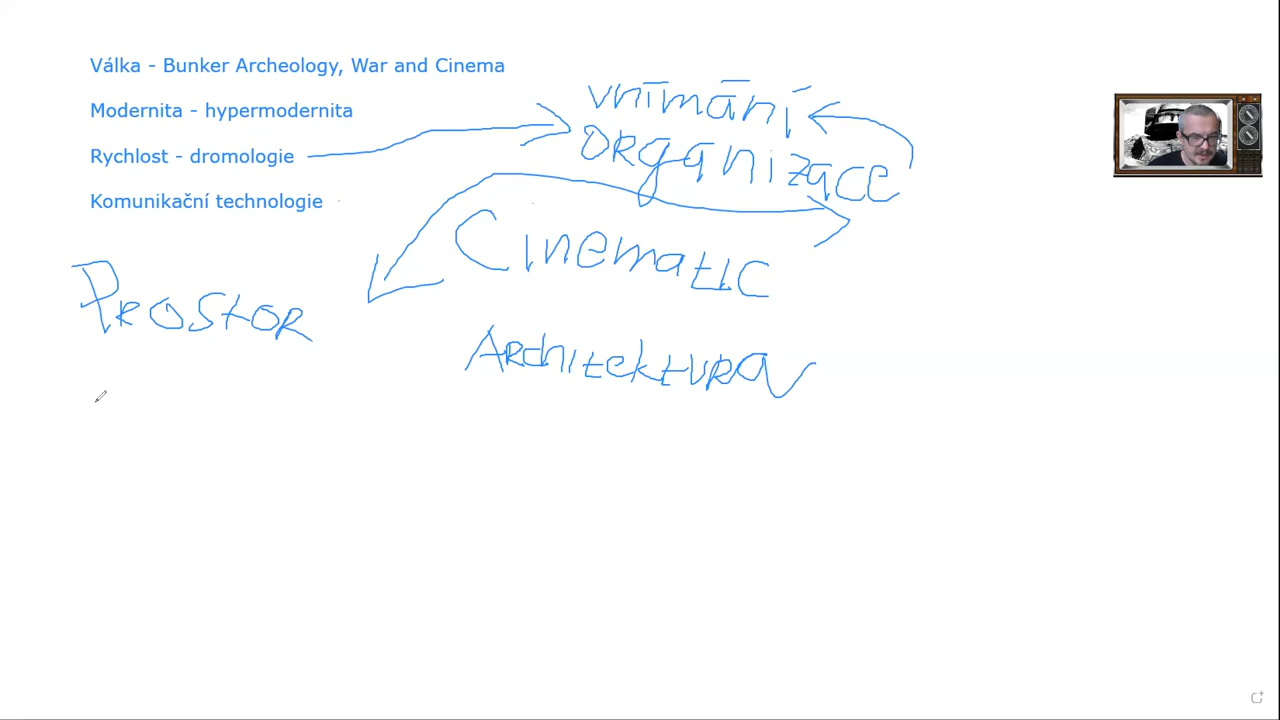 Válka - Bunker Archeology, War and Cinema
Modernita - hypermodernita
Rychlost - dromologie
Komunikační technologie
vnímání
organizace
Cinematic
Prostor
Architektura